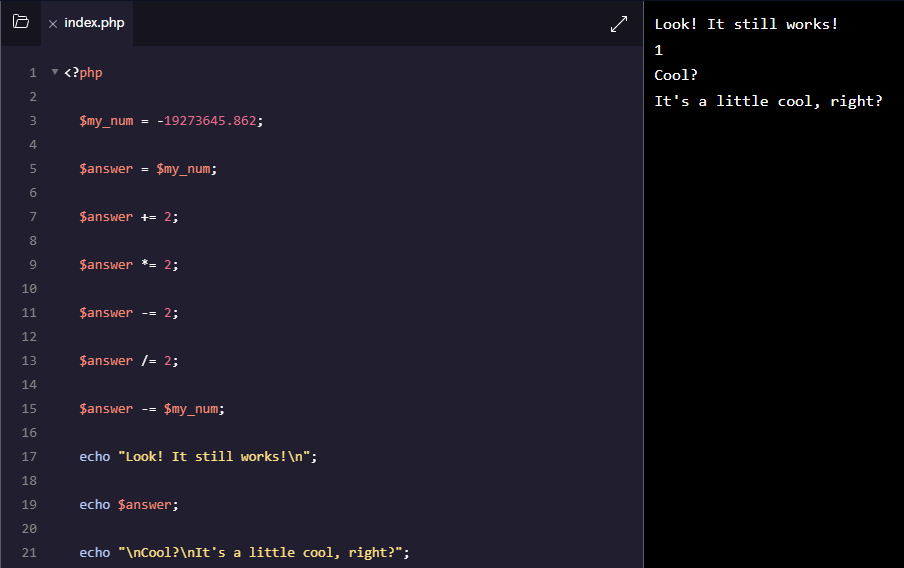 index.php
1 <?php
2
3 $my_num = -19273645.862;
4
5 $answer = $my_num;
6
7 $answer += 2;
8
9 $answer *= 2;
10
11 $answer -= 2;
12
13 $answer /= 2;
14
15 $answer -= $my_num;
16
17 echo "Look! It still works!\n";
18
19 echo $answer;
20
21 echo "\nCool?\nIt's a little cool, right?";
Look! It still works!
1
Cool?
It's a little cool, right?